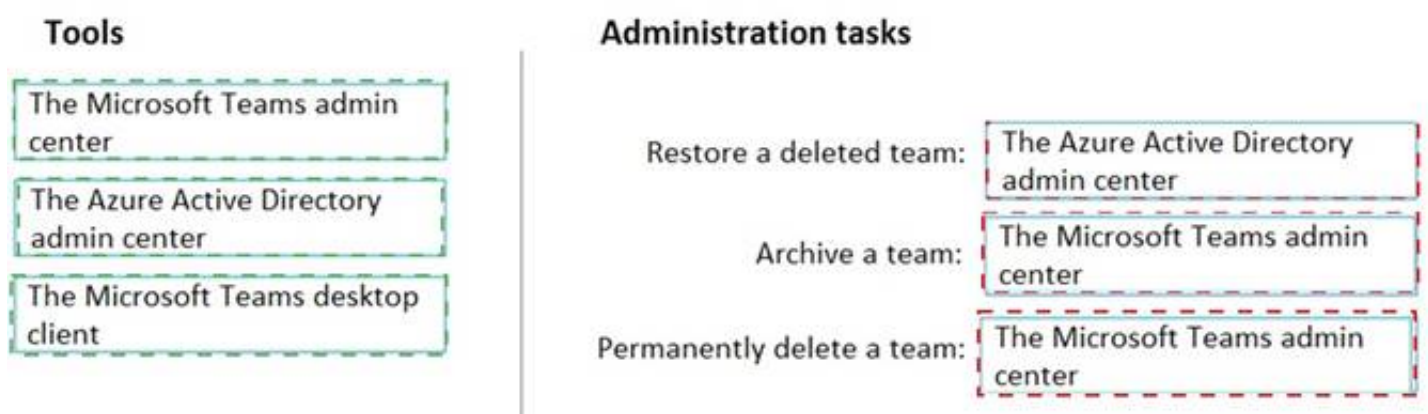 Tools
The Microsoft Teams admin
center
The Azure Active Directory
admin center
The Microsoft Teams desktop
client
Administration tasks
Restore a deleted team:
The Azure Active Directory
admin center
Archive a team:
The Microsoft Teams admin
center
Permanently delete a team:
The Microsoft Teams admin
center